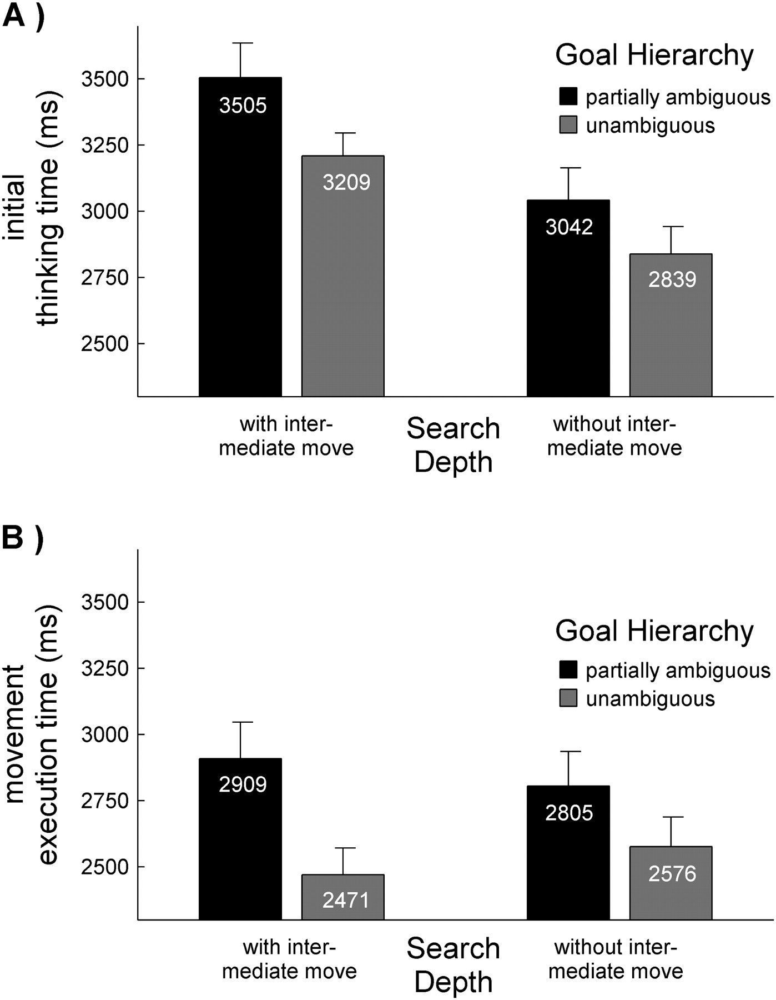 A )
initial
thinking time (ms)
3500
3250
3000
2750
2500
3505
3209
3042
2839
Goal Hierarchy
partially ambiguous
unambiguous
with inter-
mediate move
Search
Depth
without inter-
mediate move
B )
movement
execution time (ms)
3500
3250
3000
2750
2500
2909
2471
2805
2576
Goal Hierarchy
partially ambiguous
unambiguous
with inter-
mediate move
Search
Depth
without inter-
mediate move